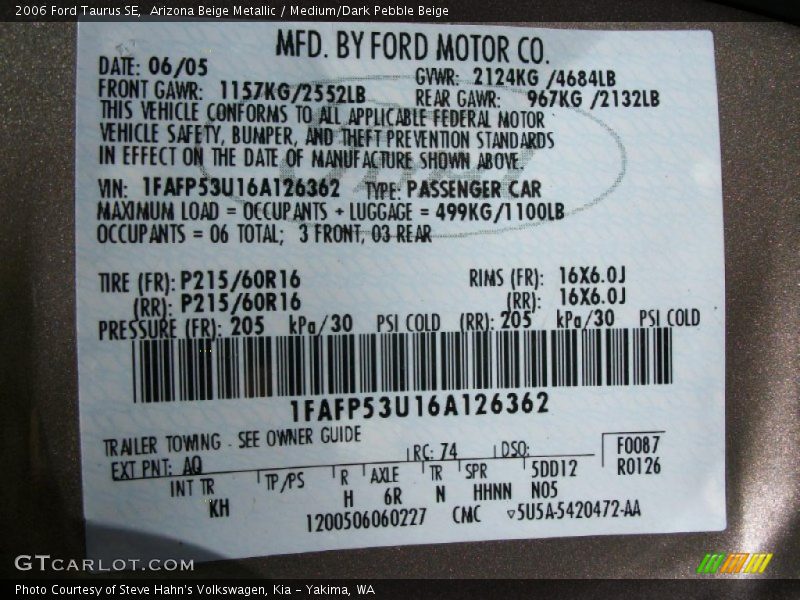 2006 Ford Taurus SE, Arizona Beige Metallic / Medium/Dark Pebble Beige
MFD. BY FORD MOTOR CO.
DATE: 06/05 GVWR: 2124KG /4684LB
FRONT GAWR: 1157KG/2552LB REAR GAWR: 967KG /2132LB
THIS VEHICLE CONFORMS TO ALL APPLICABLE FEDERAL MOTOR
VEHICLE SAFETY, BUMPER, AND THEFT PREVENTION STANDARDS
IN EFFECT ON THE DATE OF MANUFACTURE SHOWN ABOVE.
VIN: 1FAFP53U16A126362 TYPE: PASSENGER CAR
MAXIMUM LOAD = OCCUPANTS + LUGGAGE = 499KG/1100LB
OCCUPANTS = 06 TOTAL; 3 FRONT, 03 REAR
TIRE (FR): P215/60R16 RIMS (FR): 16X6.0J
(RR): P215/60R16 (RR): 16X6.0J
PRESSURE (FR): 205 kPa/30 PSI COLD (RR): 205 kPa/30 PSI COLD
1FAFP53U16A126362
TRAILER TOWING - SEE OWNER GUIDE
EXT PNT: AQ RC: 74 DSO: F0087
INT TR TP/PS R AXLE TR SPR 5DD12 R0126
KH H 6R N HHNN N05
1200506060227 CMC ▽5U5A-5420472-AA
GTCARLOT.COM
Photo Courtesy of Steve Hahn's Volkswagen, Kia - Yakima, WA